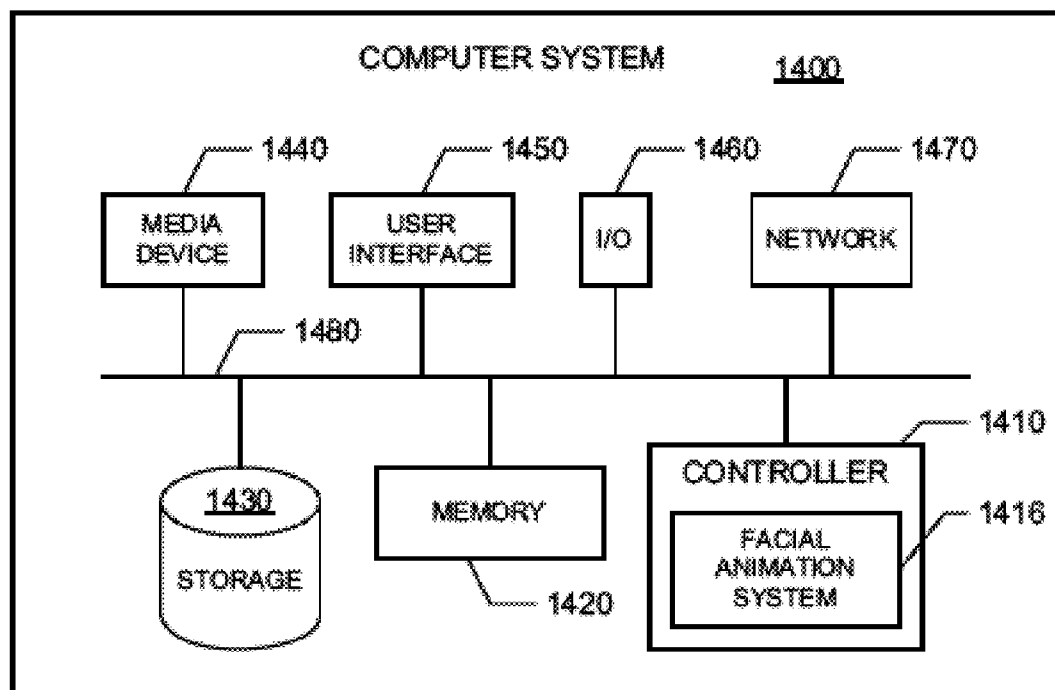 COMPUTER SYSTEM
1400
1440
1450
1460
1470
MEDIA
DEVICE
USER
INTERFACE
I/O
NETWORK
1480
1410
1430
STORAGE
MEMORY
1420
CONTROLLER
1416
FACIAL
ANIMATION
SYSTEM